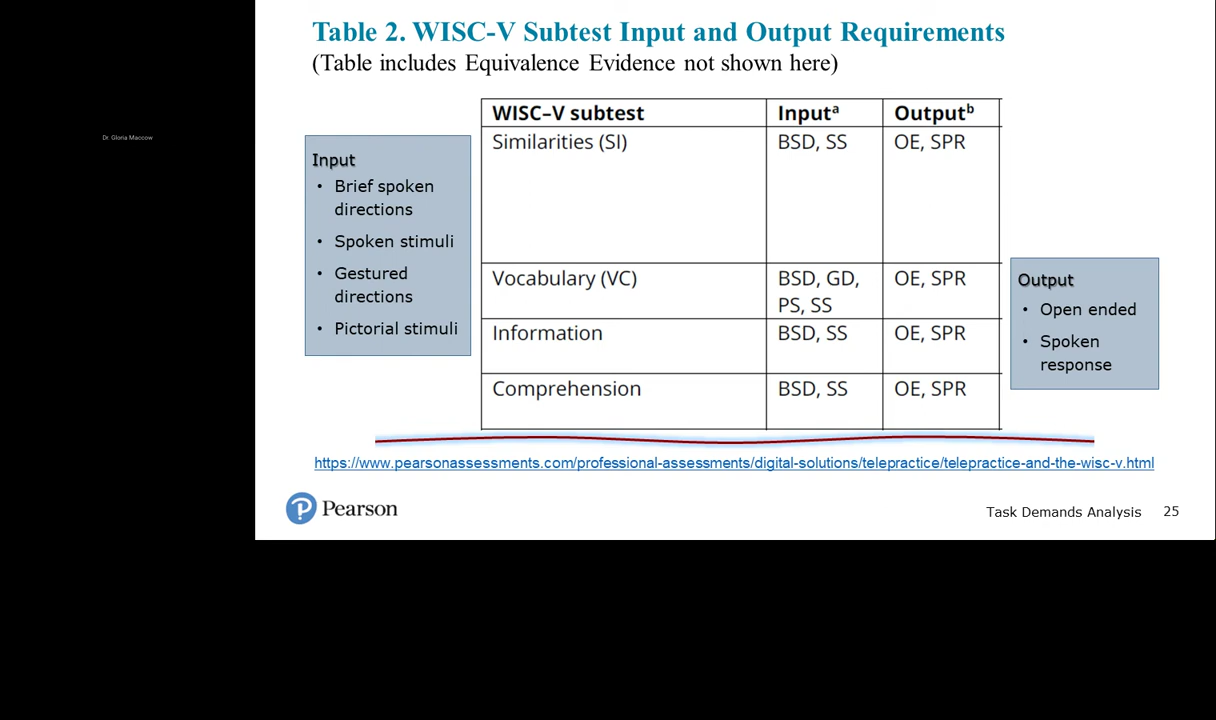 Table 2. WISC-V Subtest Input and Output Requirements
(Table includes Equivalence Evidence not shown here)
Dr. Gloria Maccow
Input
• Brief spoken
directions
• Spoken stimuli
• Gestured
directions
• Pictorial stimuli
WISC–V subtest Inputᵃ Outputᵇ
Similarities (SI) BSD, SS OE, SPR
Vocabulary (VC) BSD, GD, OE, SPR
PS, SS
Information BSD, SS OE, SPR
Comprehension BSD, SS OE, SPR
Output
• Open ended
• Spoken
response
https://www.pearsonassessments.com/professional-assessments/digital-solutions/telepractice/telepractice-and-the-wisc-v.html
Pearson
Task Demands Analysis 25